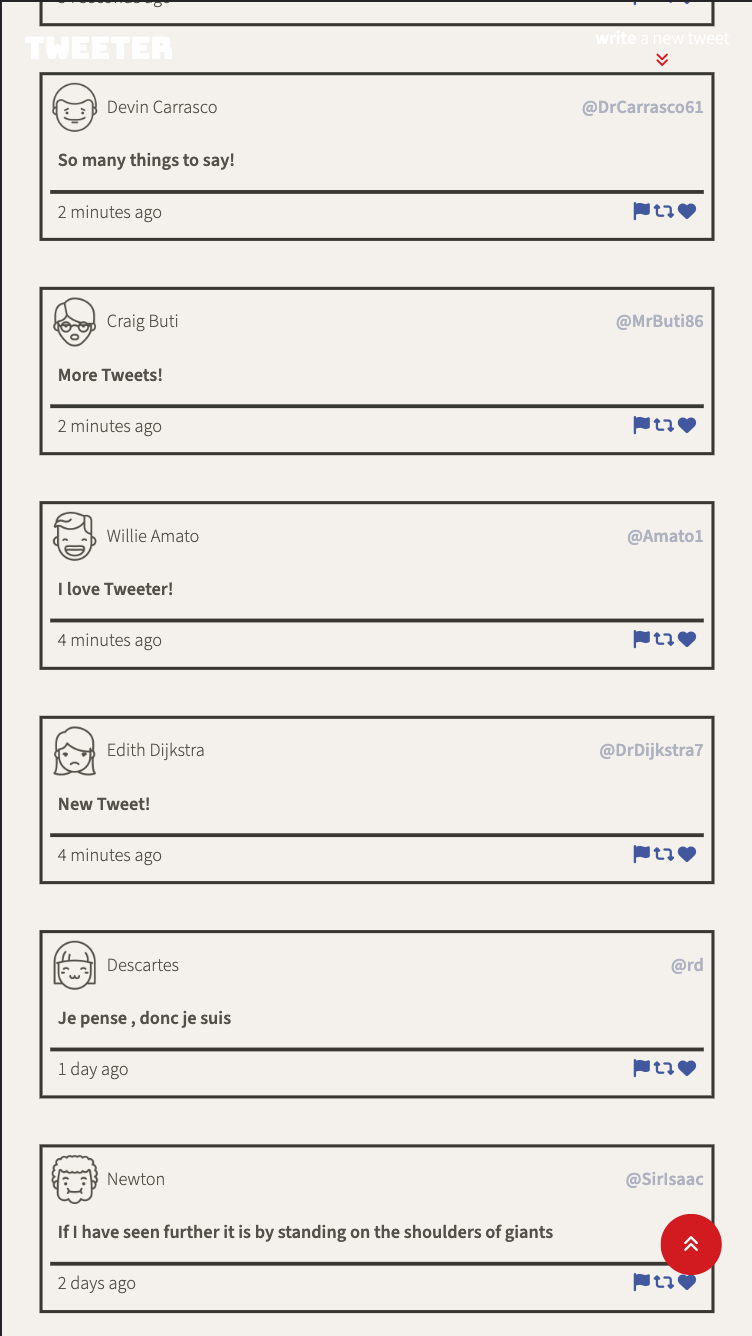 TWEETER
write a new tweet
Devin Carrasco @DrCarrasco61
So many things to say!
2 minutes ago
Craig Buti @MrButi86
More Tweets!
2 minutes ago
Willie Amato @Amato1
I love Tweeter!
4 minutes ago
Edith Dijkstra @DrDijkstra7
New Tweet!
4 minutes ago
Descartes @rd
Je pense , donc je suis
1 day ago
Newton @SirIsaac
If I have seen further it is by standing on the shoulders of giants
2 days ago